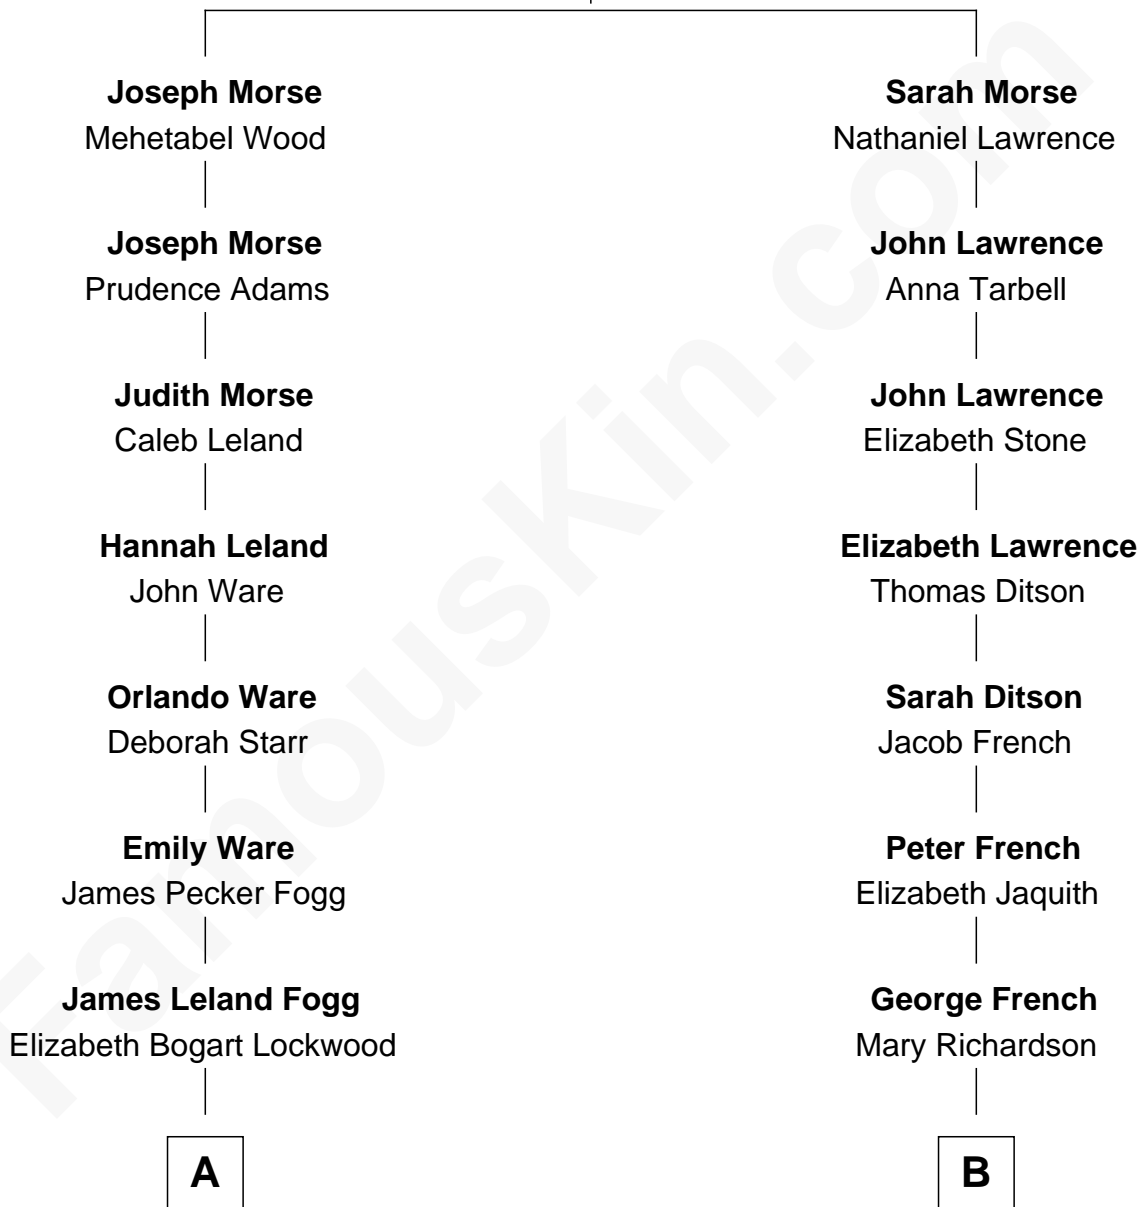 Joseph Morse
Mehetabel Wood
Joseph Morse
Prudence Adams
Judith Morse
Caleb Leland
Hannah Leland
John Ware
Orlando Ware
Deborah Starr
Emily Ware
James Pecker Fogg
James Leland Fogg
Elizabeth Bogart Lockwood
A
Sarah Morse
Nathaniel Lawrence
John Lawrence
Anna Tarbell
John Lawrence
Elizabeth Stone
Elizabeth Lawrence
Thomas Ditson
Sarah Ditson
Jacob French
Peter French
Elizabeth Jaquith
George French
Mary Richardson
B
FamousKin.com